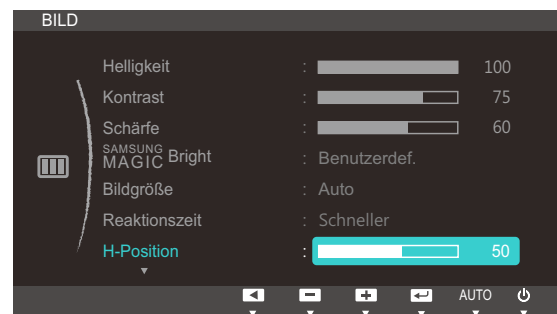 BILD
Helligkeit : 100
Kontrast : 75
Schärfe : 60
SAMSUNG MAGIC Bright : Benutzerdef.
Bildgröße : Auto
Reaktionszeit : Schneller
H-Position : 50
AUTO